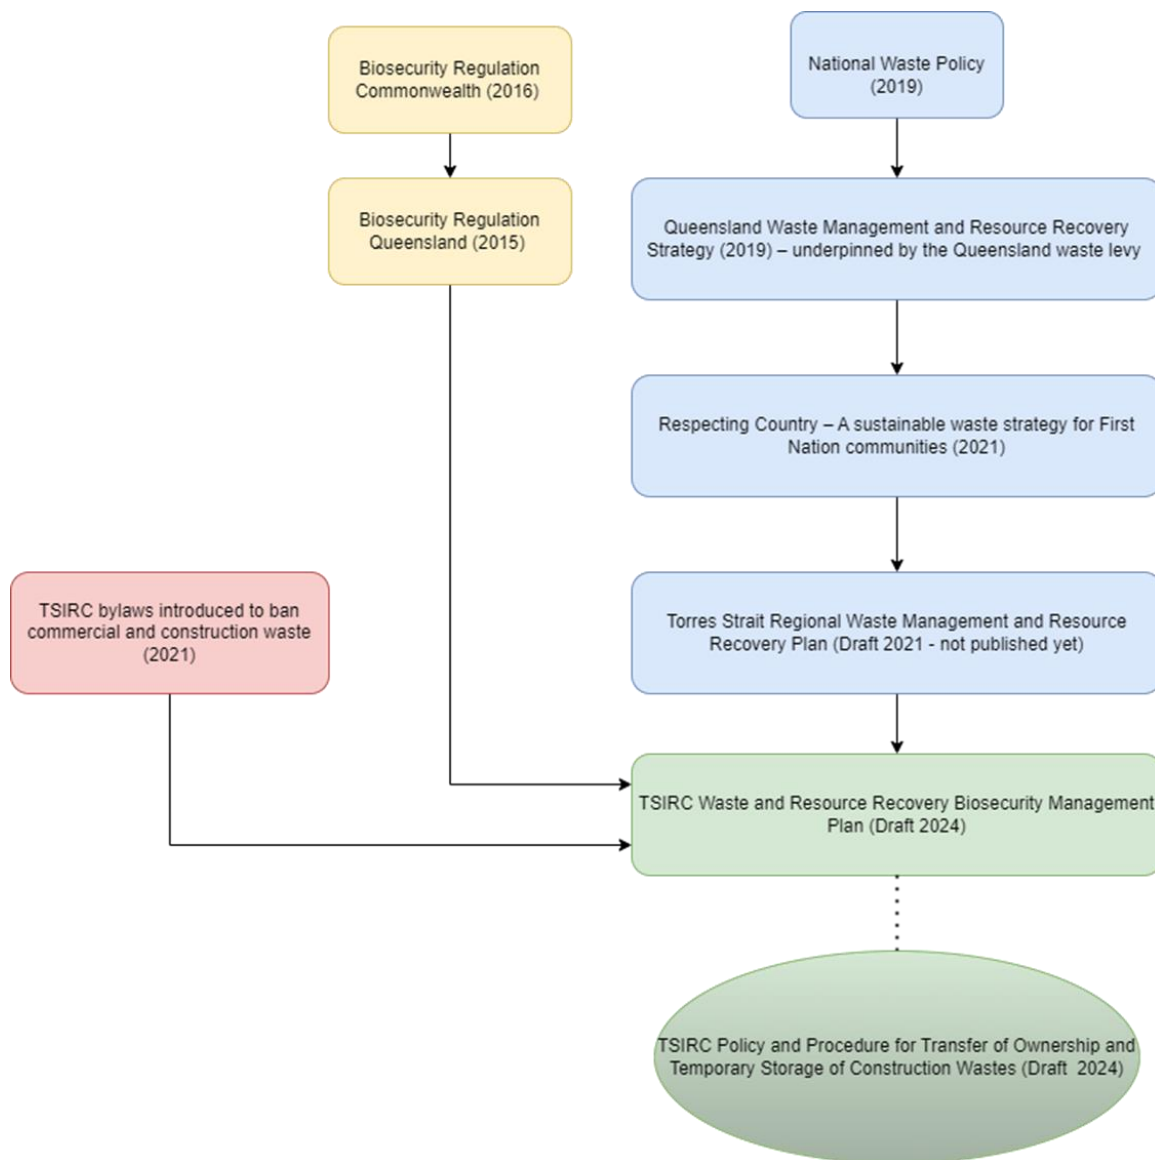 Biosecurity Regulation
Commonwealth (2016)
National Waste Policy
(2019)
Biosecurity Regulation
Queensland (2015)
Queensland Waste Management and Resource Recovery
Strategy (2019) – underpinned by the Queensland waste levy
Respecting Country – A sustainable waste strategy for First
Nation communities (2021)
TSIRC bylaws introduced to ban
commercial and construction waste
(2021)
Torres Strait Regional Waste Management and Resource
Recovery Plan (Draft 2021 - not published yet)
TSIRC Waste and Resource Recovery Biosecurity Management
Plan (Draft 2024)
TSIRC Policy and Procedure for Transfer of Ownership and
Temporary Storage of Construction Wastes (Draft 2024)